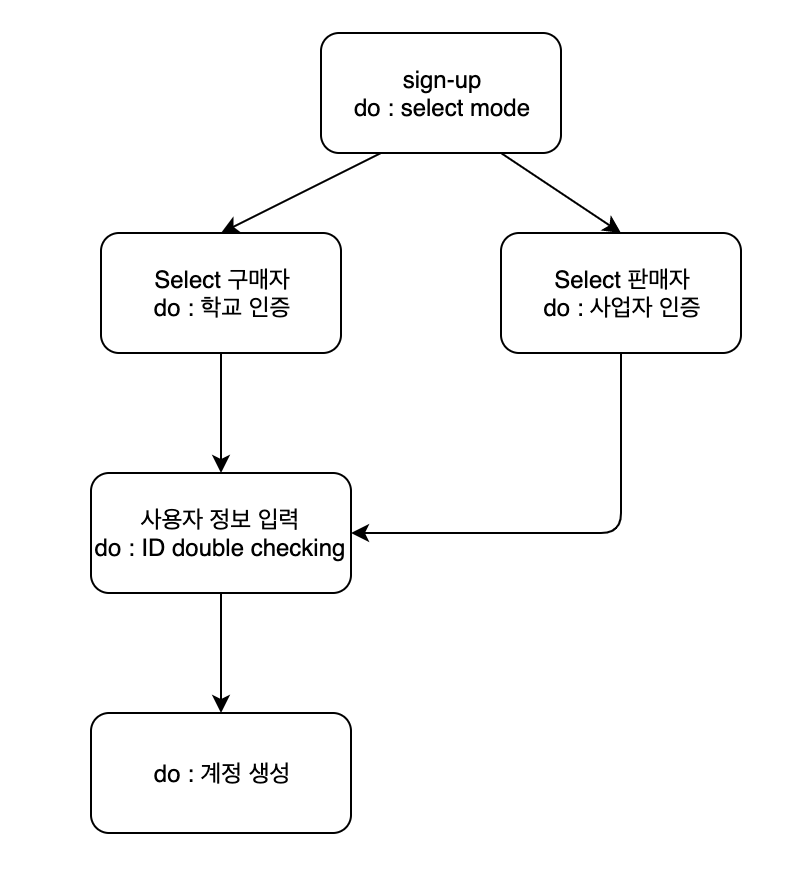 sign-up
do : select mode
Select 구매자
do : 학교 인증
Select 판매자
do : 사업자 인증
사용자 정보 입력
do : ID double checking
do : 계정 생성